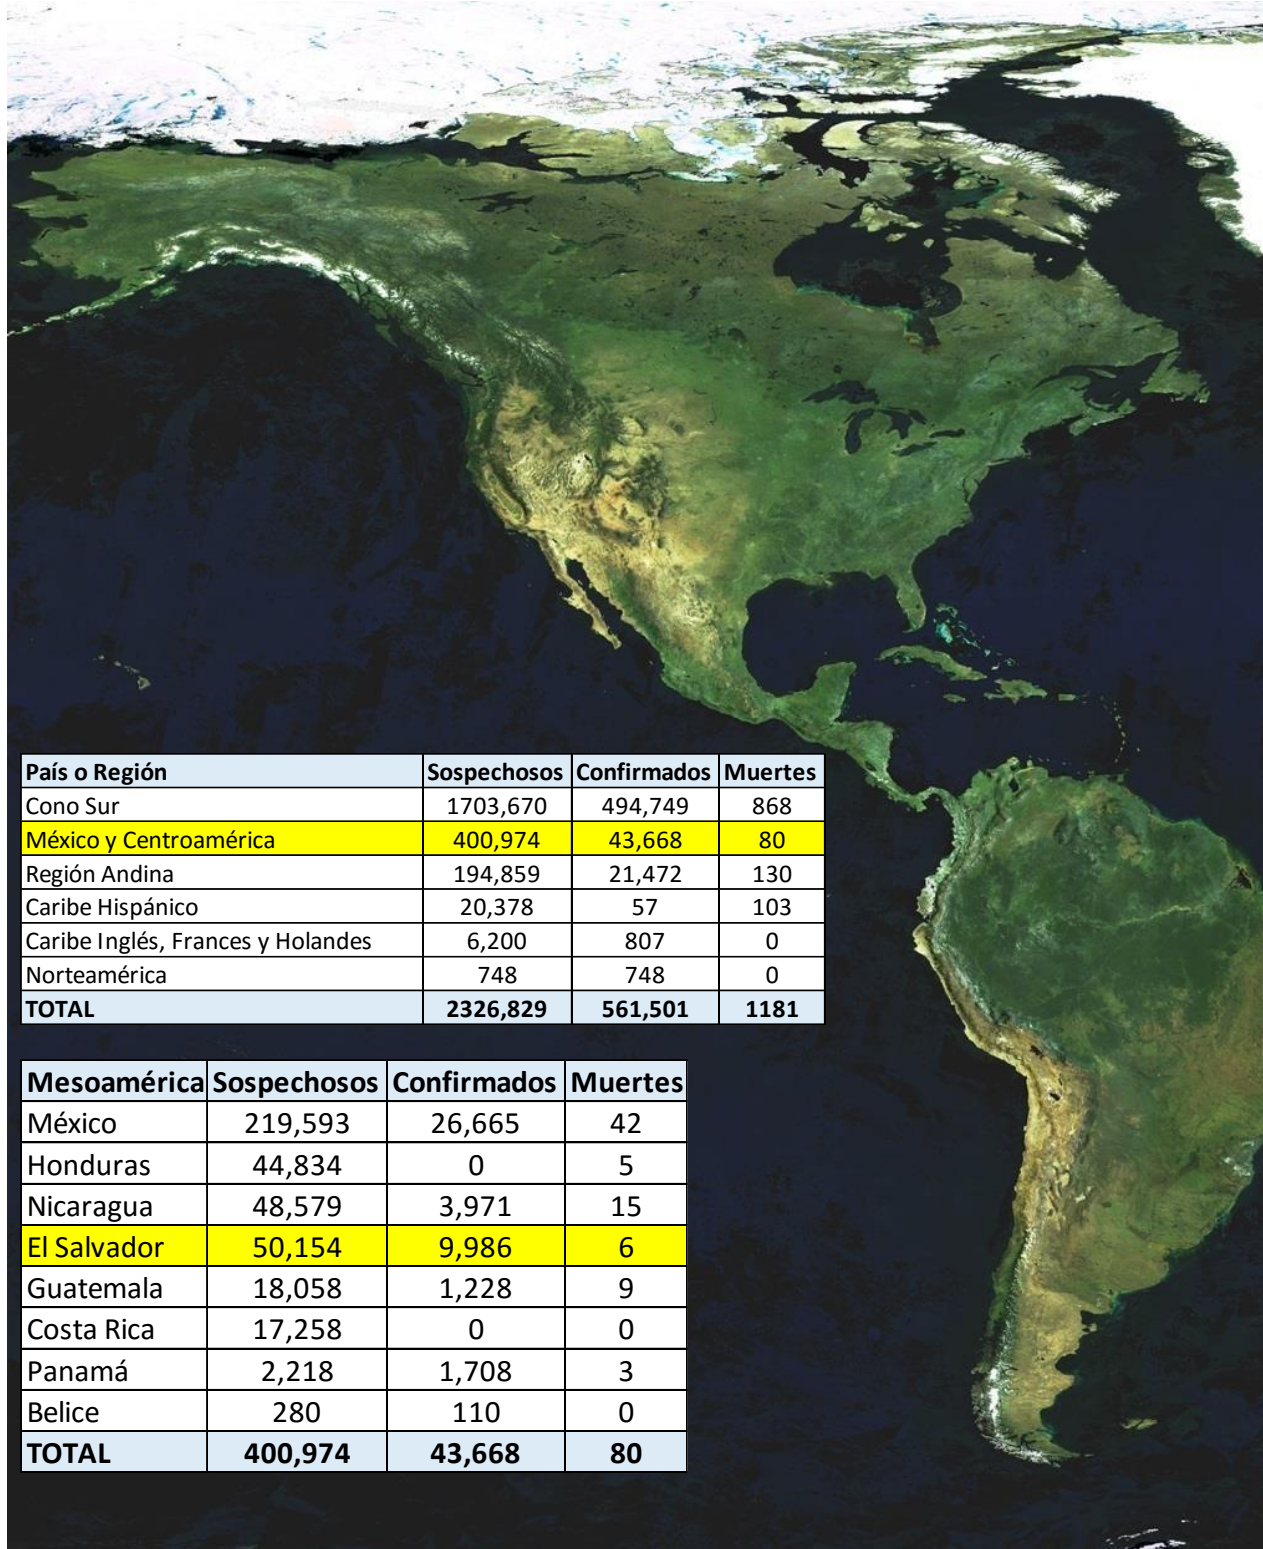 País o Región Sospechosos Confirmados Muertes
Cono Sur 1703,670 494,749 868
México y Centroamérica 400,974 43,668 80
Región Andina 194,859 21,472 130
Caribe Hispánico 20,378 57 103
Caribe Inglés, Frances y Holandes 6,200 807 0
Norteamérica 748 748 0
TOTAL 2326,829 561,501 1181
Mesoamérica Sospechosos Confirmados Muertes
México 219,593 26,665 42
Honduras 44,834 0 5
Nicaragua 48,579 3,971 15
El Salvador 50,154 9,986 6
Guatemala 18,058 1,228 9
Costa Rica 17,258 0 0
Panamá 2,218 1,708 3
Belice 280 110 0
TOTAL 400,974 43,668 80